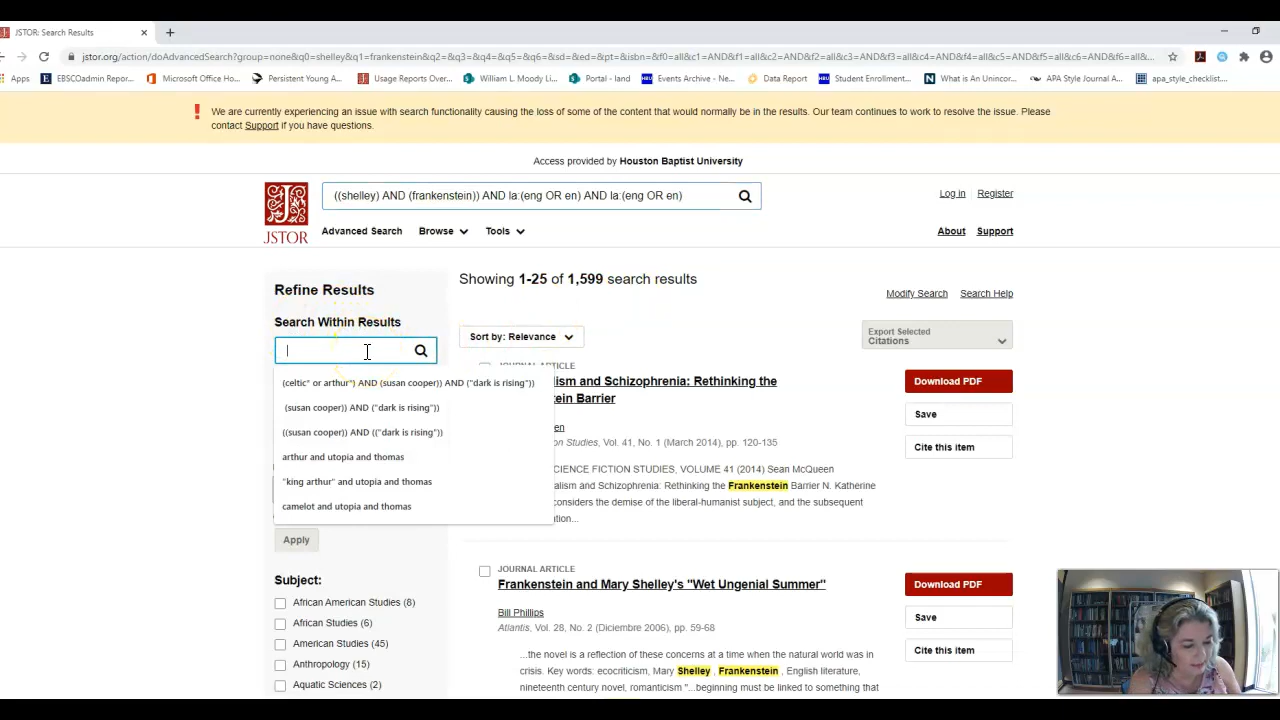 JSTOR: Search Results
jstor.org/action/doAdvancedSearch?group=none&q0=shelley&q1=frankenstein&q2=&q3=&q4=&q5=&q6=&sd=&ed=&pt=&isbn=&f0=all&c1=AND&f1=all&c2=AND&f2=all&c3=AND&f3=all&c4=AND&f4=all&c5=AND&f5=all&c6=AND&f6=all...
Apps EBSCOadmin Repor... Microsoft Office Ho... Persistent Young A... Usage Reports Over... William L. Moody Li... Portal - land Events Archive - Ne... Data Report Student Enrollment... What is An Unincor... APA Style Journal A... apa_style_checklist....
We are currently experiencing an issue with search functionality causing the loss of some of the content that would normally be in the results. Our team continues to work to resolve the issue. Please
contact Support if you have questions.
Access provided by Houston Baptist University
((shelley) AND (frankenstein)) AND la:(eng OR en) AND la:(eng OR en)
Log in Register
JSTOR
Advanced Search Browse Tools
About Support
Refine Results
Showing 1-25 of 1,599 search results
Modify Search Search Help
Search Within Results
Sort by: Relevance
Export Selected
Citations
(celtic* or arthur*) AND (susan cooper)) AND ("dark is rising"))
(susan cooper)) AND ("dark is rising"))
((susan cooper)) AND (("dark is rising"))
arthur and utopia and thomas
"king arthur" and utopia and thomas
camelot and utopia and thomas
JOURNAL ARTICLE
lism and Schizophrenia: Rethinking the
tein Barrier
en
on Studies, Vol. 41, No. 1 (March 2014), pp. 120-135
CIENCE FICTION STUDIES, VOLUME 41 (2014) Sean McQueen
alism and Schizophrenia: Rethinking the Frankenstein Barrier N. Katherine
onsiders the demise of the liberal-humanist subject, and the subsequent
ntion...
Download PDF
Save
Cite this item
Apply
Subject:
African American Studies (8)
African Studies (6)
American Studies (45)
Anthropology (15)
Aquatic Sciences (2)
JOURNAL ARTICLE
Frankenstein and Mary Shelley's "Wet Ungenial Summer"
Bill Phillips
Atlantis, Vol. 28, No. 2 (Diciembre 2006), pp. 59-68
...the novel is a reflection of these concerns at a time when the natural world was in
crisis. Key words: ecocriticism, Mary Shelley , Frankenstein , English literature,
nineteenth century novel, romanticism "...beginning must be linked to something that
Download PDF
Save
Cite this item